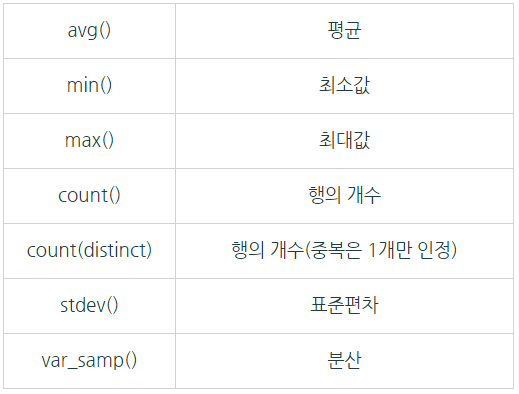 avg() 평균
min() 최소값
max() 최대값
count() 행의 개수
count(distinct) 행의 개수(중복은 1개만 인정)
stdev() 표준편차
var_samp() 분산